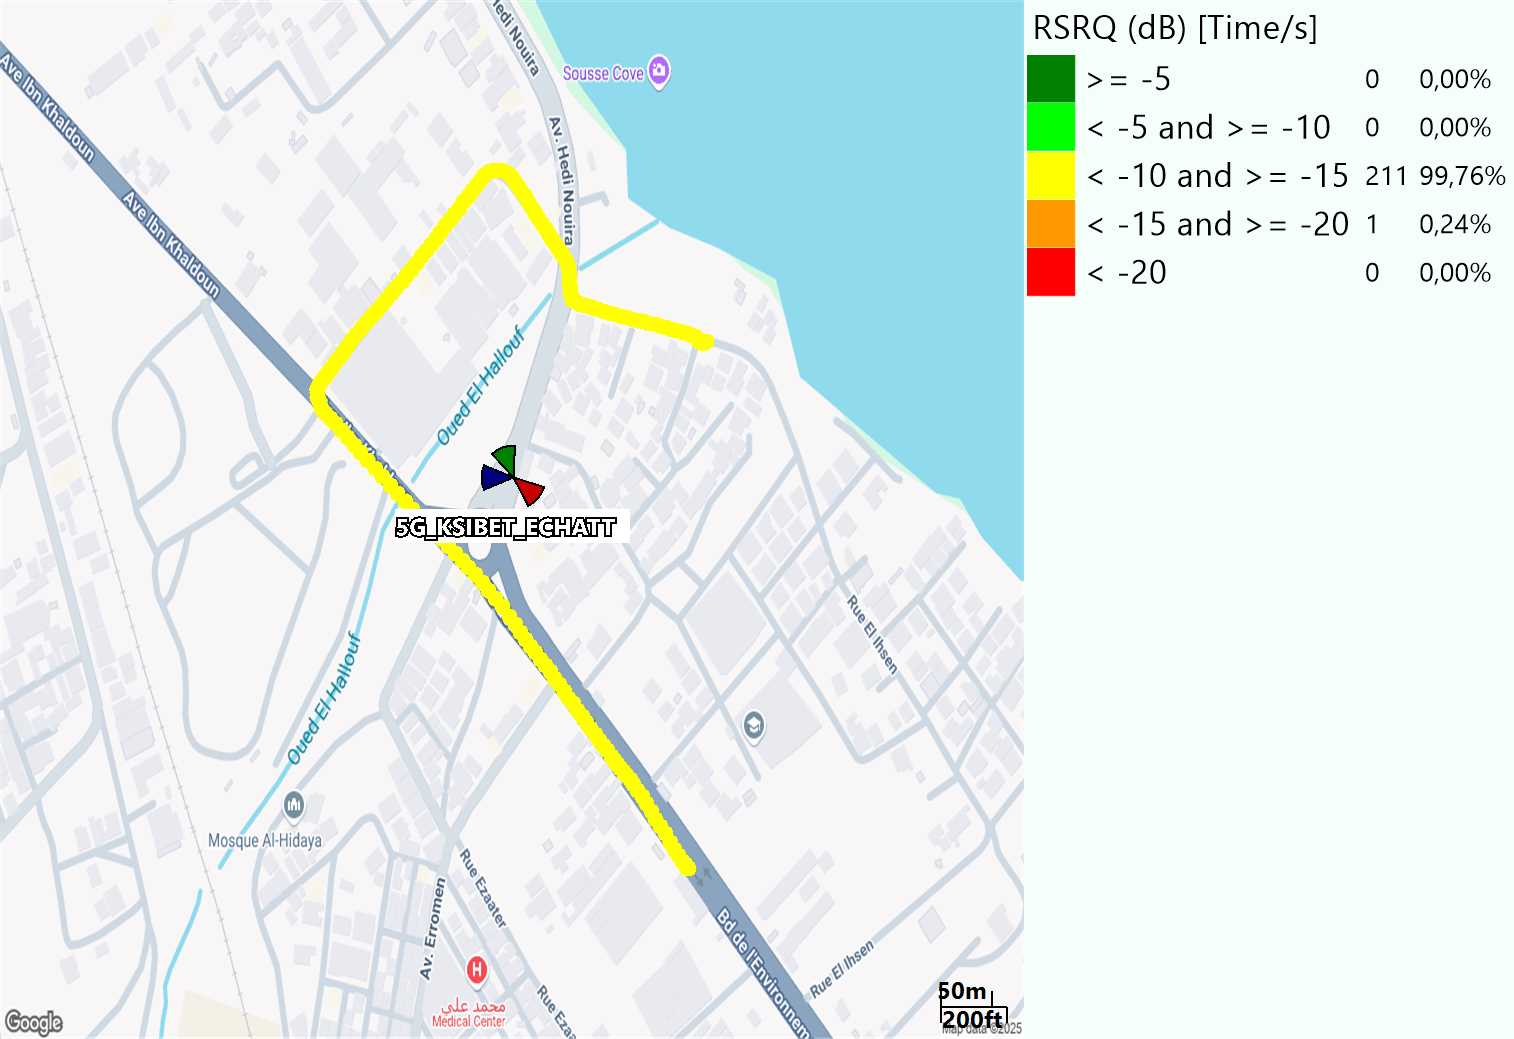 Hedi Nouira
Sousse Cove
Ave Ibn Khaldoun
Ave Ibn Khaldoun
Av. Hedi Nouira
Oued El Hallouf
5G_KSIBET_ECHATT
Rue El Ihsen
Oued El Hallouf
Mosque Al-Hidaya
Rue Ezaater
Av. Erromen
Bd de l'Environnem
Rue El Ihsen
H
محمد علي
Medical Center
Rue Ezaa
50m
200ft
Google
Map data ©2025
RSRQ (dB) [Time/s]
>= -5 0 0,00%
< -5 and >= -10 0 0,00%
< -10 and >= -15 211 99,76%
< -15 and >= -20 1 0,24%
< -20 0 0,00%